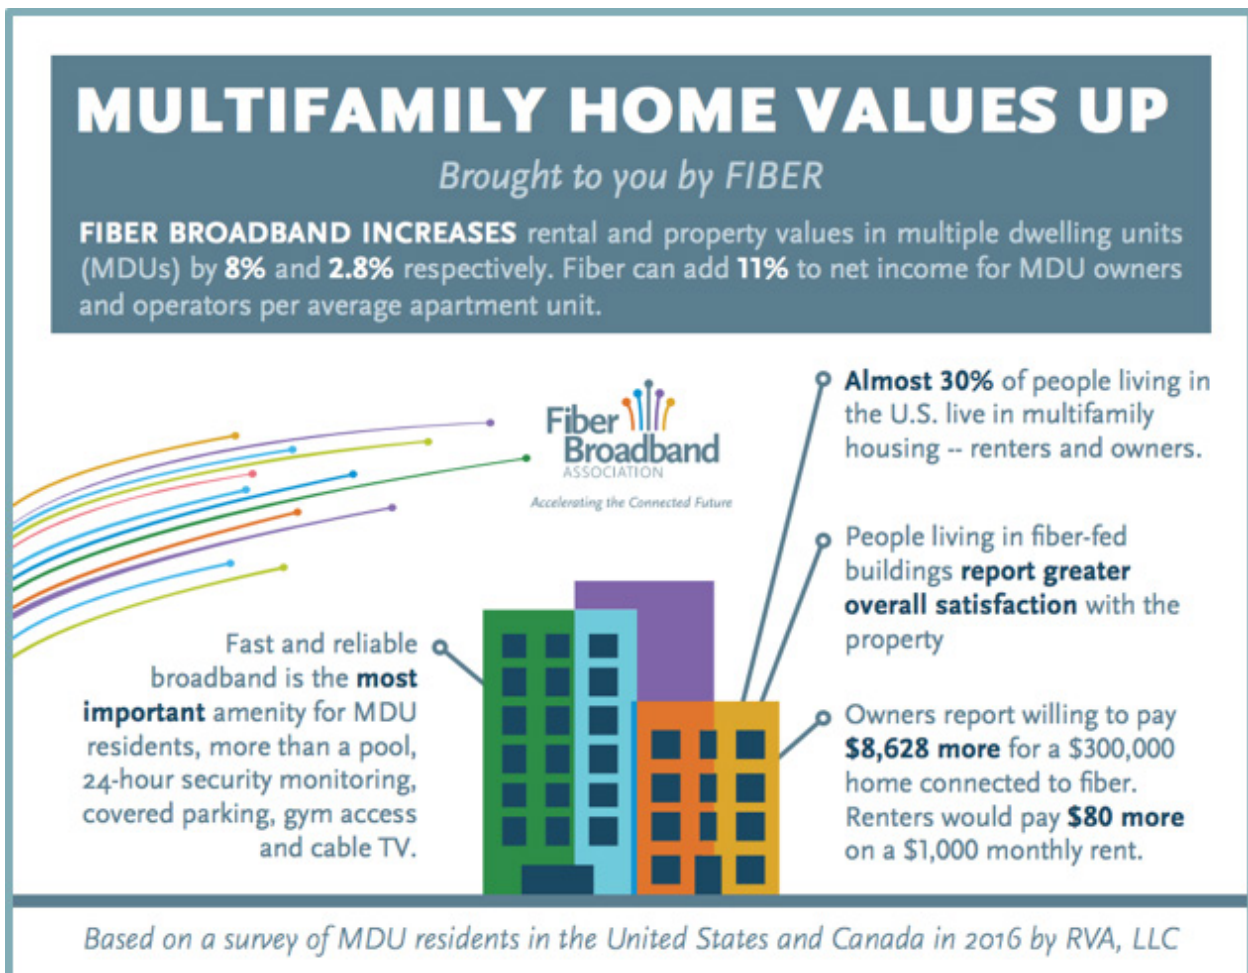 MULTIFAMILY HOME VALUES UP
Brought to you by FIBER
FIBER BROADBAND INCREASES rental and property values in multiple dwelling units
(MDUs) by 8% and 2.8% respectively. Fiber can add 11% to net income for MDU owners
and operators per average apartment unit.
Fiber
Broadband
ASSOCIATION
Accelerating the Connected Future
Almost 30% of people living in
the U.S. live in multifamily
housing -- renters and owners.
People living in fiber-fed
buildings report greater
overall satisfaction with the
property
Fast and reliable
broadband is the most
important amenity for MDU
residents, more than a pool,
24-hour security monitoring,
covered parking, gym access
and cable TV.
Owners report willing to pay
$8,628 more for a $300,000
home connected to fiber.
Renters would pay $80 more
on a $1,000 monthly rent.
Based on a survey of MDU residents in the United States and Canada in 2016 by RVA, LLC